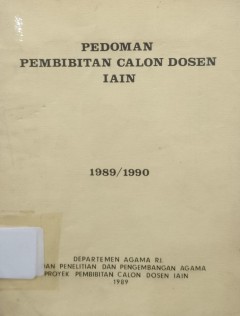 PEDOMAN
PEMBIBITAN CALON DOSEN
IAIN
1989/1990
DEPARTEMEN AGAMA R.I.
DAN PENELITIAN DAN PENGEMBANGAN AGAMA
PROYEK PEMBIBITAN CALON DOSEN IAIN
1989